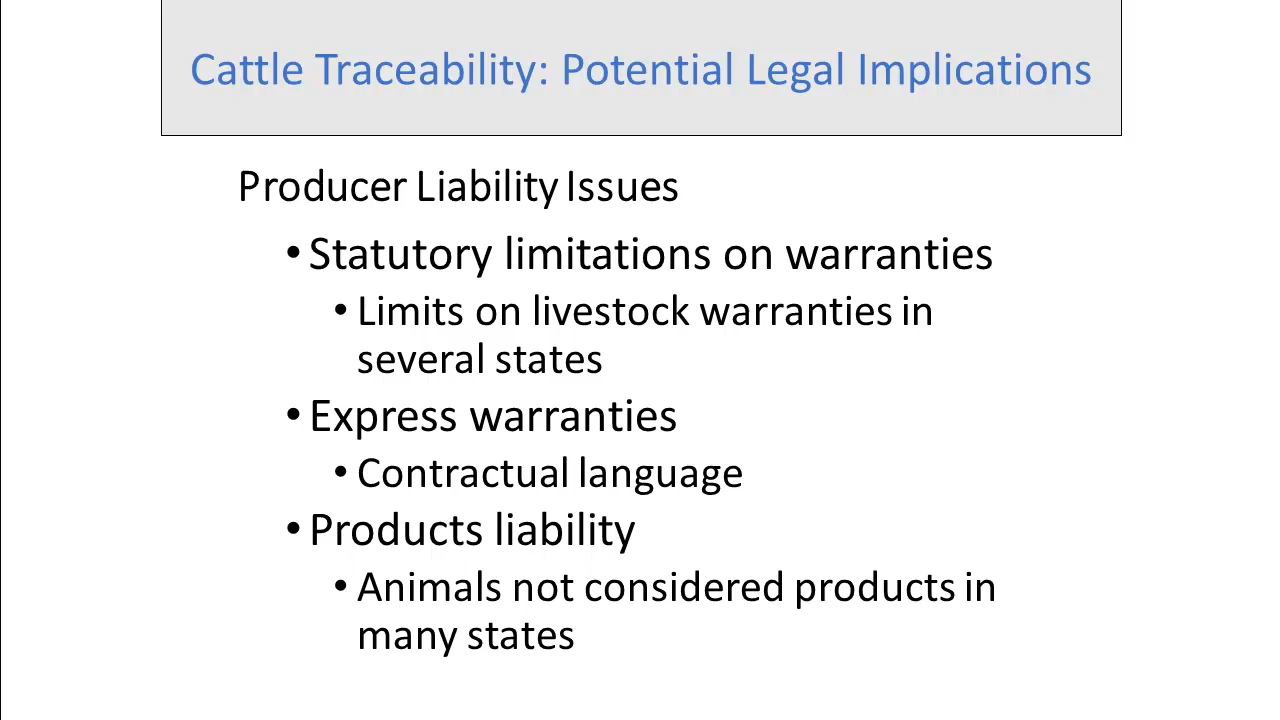 Cattle Traceability: Potential Legal Implications
Producer Liability Issues
• Statutory limitations on warranties
• Limits on livestock warranties in
several states
• Express warranties
• Contractual language
• Products liability
• Animals not considered products in
many states